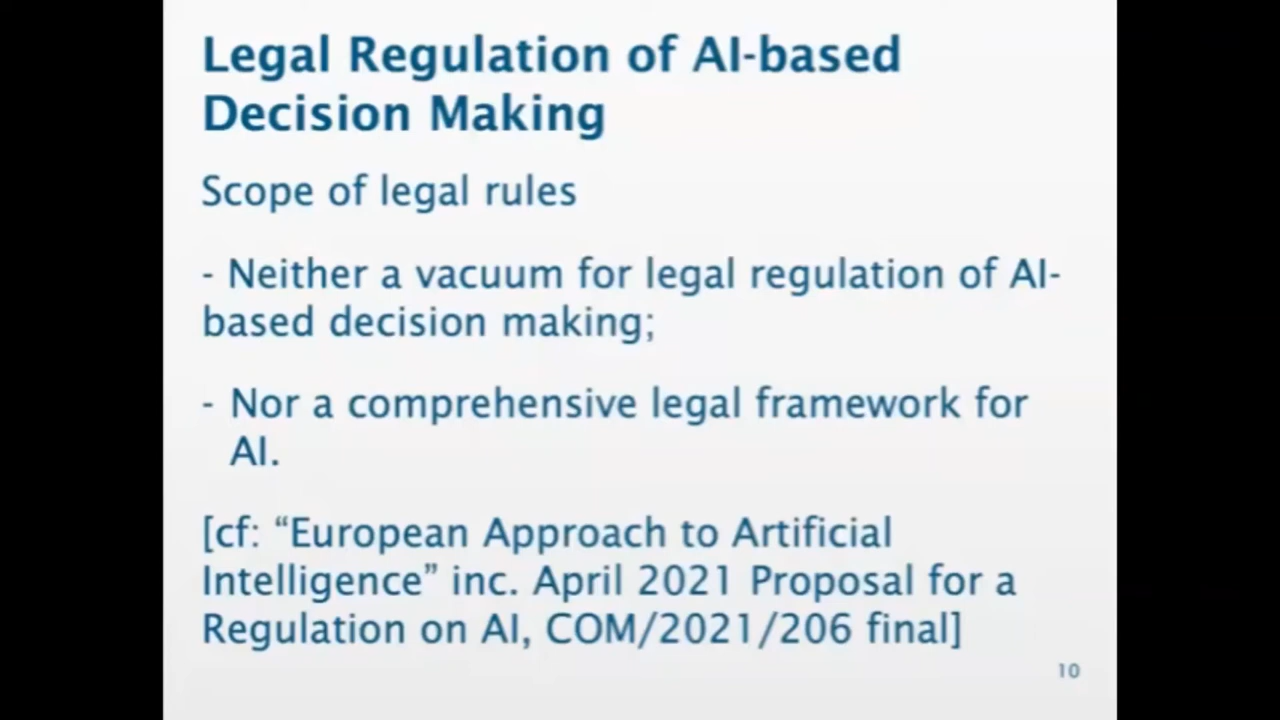 Legal Regulation of AI-based
Decision Making
Scope of legal rules
- Neither a vacuum for legal regulation of AI-
based decision making;
- Nor a comprehensive legal framework for
AI.
[cf: “European Approach to Artificial
Intelligence” inc. April 2021 Proposal for a
Regulation on AI, COM/2021/206 final]
10